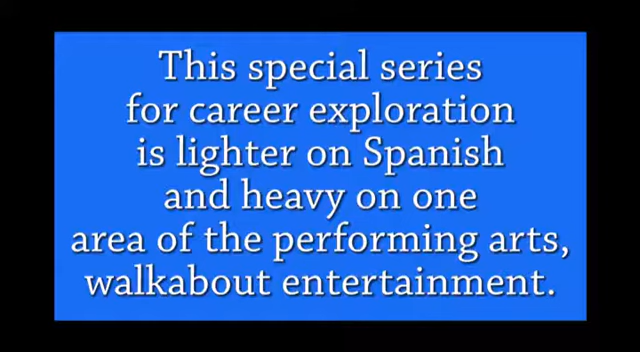 This special series
for career exploration
is lighter on Spanish
and heavy on one
area of the performing arts,
walkabout entertainment.